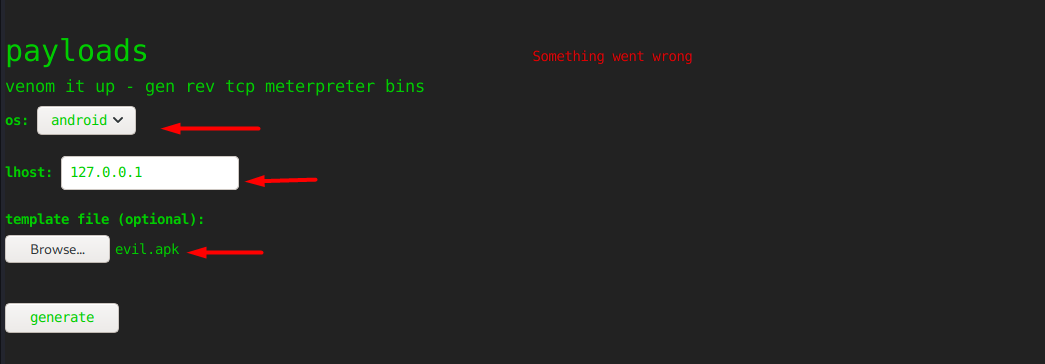 payloads
Something went wrong
venom it up - gen rev tcp meterpreter bins
os: android
lhost: 127.0.0.1
template file (optional):
Browse... evil.apk
generate